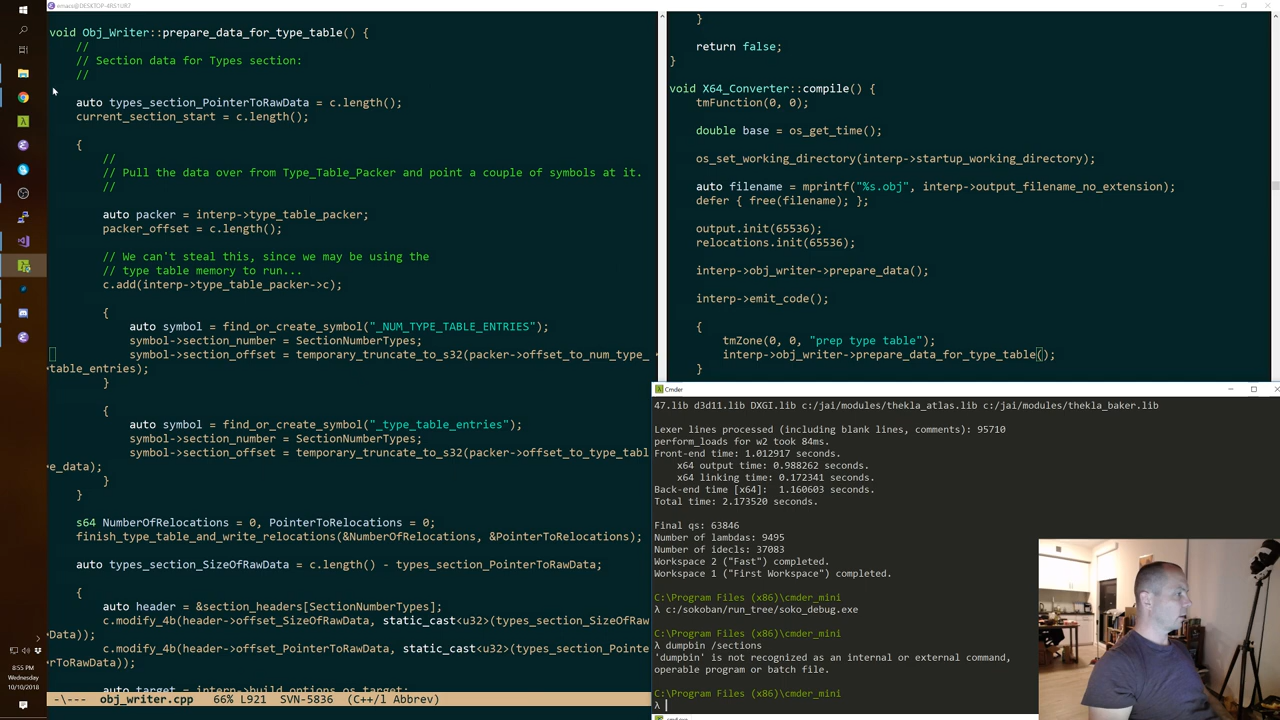 void Obj_Writer::prepare_data_for_type_table() {
//
// Section data for Types section:
//
auto types_section_PointerToRawData = c.length();
current_section_start = c.length();
{
//
// Pull the data over from Type_Table_Packer and point a couple of symbols at it.
//
auto packer = interp->type_table_packer;
packer_offset = c.length();
// We can't steal this, since we may be using the
// type table memory to run...
c.add(interp->type_table_packer->c);
{
auto symbol = find_or_create_symbol("_NUM_TYPE_TABLE_ENTRIES");
symbol->section_number = SectionNumberTypes;
symbol->section_offset = temporary_truncate_to_s32(packer->offset_to_num_type_
table_entries);
}
{
auto symbol = find_or_create_symbol("_type_table_entries");
symbol->section_number = SectionNumberTypes;
symbol->section_offset = temporary_truncate_to_s32(packer->offset_to_type_tabl
e_data);
}
}
s64 NumberOfRelocations = 0, PointerToRelocations = 0;
finish_type_table_and_write_relocations(&NumberOfRelocations, &PointerToRelocations);
auto types_section_SizeOfRawData = c.length() - types_section_PointerToRawData;
{
auto header = &section_headers[SectionNumberTypes];
c.modify_4b(header->offset_SizeOfRawData, static_cast<u32>(types_section_SizeOfRaw
Data));
c.modify_4b(header->offset_PointerToRawData, static_cast<u32>(types_section_Pointe
rToRawData));
auto target = interp->build_options.os_target;
-\--- obj_writer.cpp 66% L921 SVN-5836 (C++/l Abbrev)
}
return false;
}
void X64_Converter::compile() {
tmFunction(0, 0);
double base = os_get_time();
os_set_working_directory(interp->startup_working_directory);
auto filename = mprintf("%s.obj", interp->output_filename_no_extension);
defer { free(filename); };
output.init(65536);
relocations.init(65536);
interp->obj_writer->prepare_data();
interp->emit_code();
{
tmZone(0, 0, "prep type table");
interp->obj_writer->prepare_data_for_type_table();
}
Cmder
47.lib d3d11.lib DXGI.lib c:/jai/modules/thekla_atlas.lib c:/jai/modules/thekla_baker.lib
Lexer lines processed (including blank lines, comments): 95710
perform_loads for w2 took 84ms.
Front-end time: 1.012917 seconds.
x64 output time: 0.988262 seconds.
x64 linking time: 0.172341 seconds.
Back-end time [x64]: 1.160603 seconds.
Total time: 2.173520 seconds.
Final qs: 63846
Number of lambdas: 9495
Number of idecls: 37083
Workspace 2 ("Fast") completed.
Workspace 1 ("First Workspace") completed.
C:\Program Files (x86)\cmder_mini
λ c:/sokoban/run_tree/soko_debug.exe
C:\Program Files (x86)\cmder_mini
λ dumpbin /sections
'dumpbin' is not recognized as an internal or external command,
operable program or batch file.
C:\Program Files (x86)\cmder_mini
λ
8:55 PM
Wednesday
10/10/2018